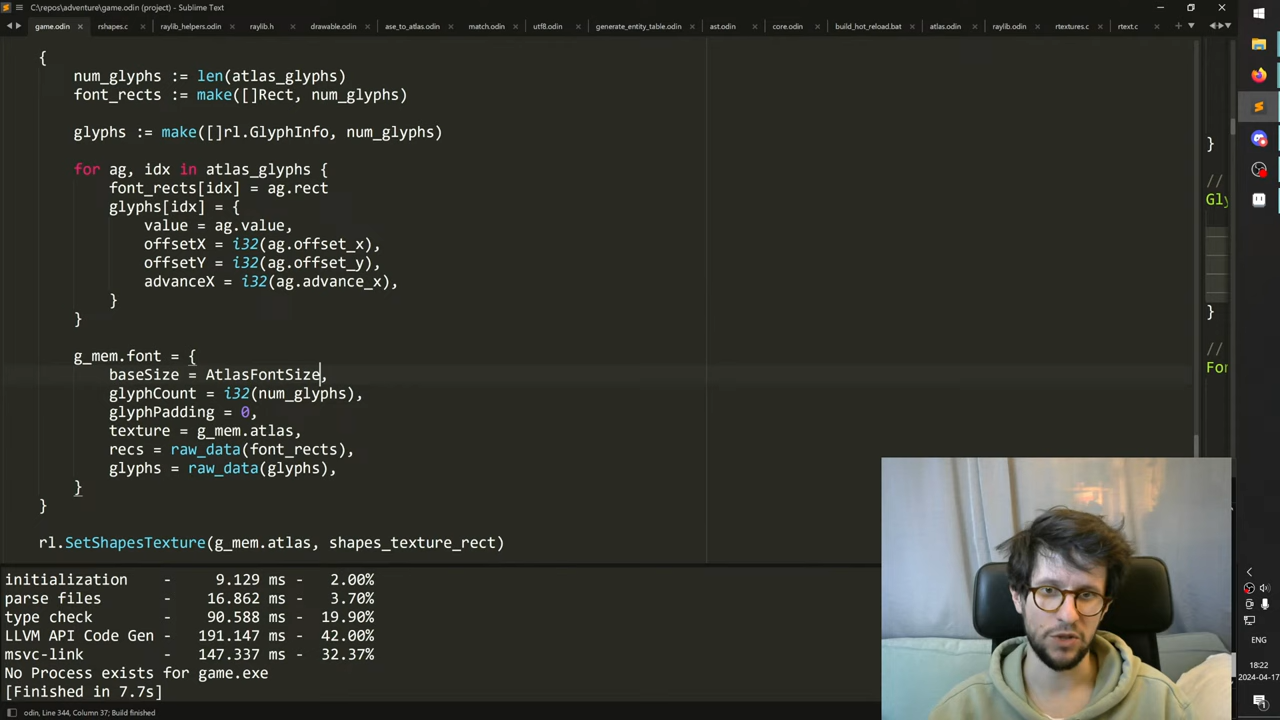 C:\repos\adventure\game.odin (project) - Sublime Text
game.odin rshapes.c raylib_helpers.odin raylib.h drawable.odin ase_to_atlas.odin match.odin utf8.odin generate_entity_table.odin ast.odin core.odin build_hot_reload.bat atlas.odin raylib.odin rtextures.c rtext.c
{
num_glyphs := len(atlas_glyphs)
font_rects := make([]Rect, num_glyphs)
glyphs := make([]rl.GlyphInfo, num_glyphs)
for ag, idx in atlas_glyphs {
font_rects[idx] = ag.rect
glyphs[idx] = {
value = ag.value,
offsetX = i32(ag.offset_x),
offsetY = i32(ag.offset_y),
advanceX = i32(ag.advance_x),
}
}
g_mem.font = {
baseSize = AtlasFontSize,
glyphCount = i32(num_glyphs),
glyphPadding = 0,
texture = g_mem.atlas,
recs = raw_data(font_rects),
glyphs = raw_data(glyphs),
}
}
rl.SetShapesTexture(g_mem.atlas, shapes_texture_rect)
}
//
Gly
}
//
Fo
initialization - 9.129 ms - 2.00%
parse files - 16.862 ms - 3.70%
type check - 90.588 ms - 19.90%
LLVM API Code Gen - 191.147 ms - 42.00%
msvc-link - 147.337 ms - 32.37%
No Process exists for game.exe
[Finished in 7.7s]
odin, Line 344, Column 37; Build finished
ENG
18:22
2024-04-17